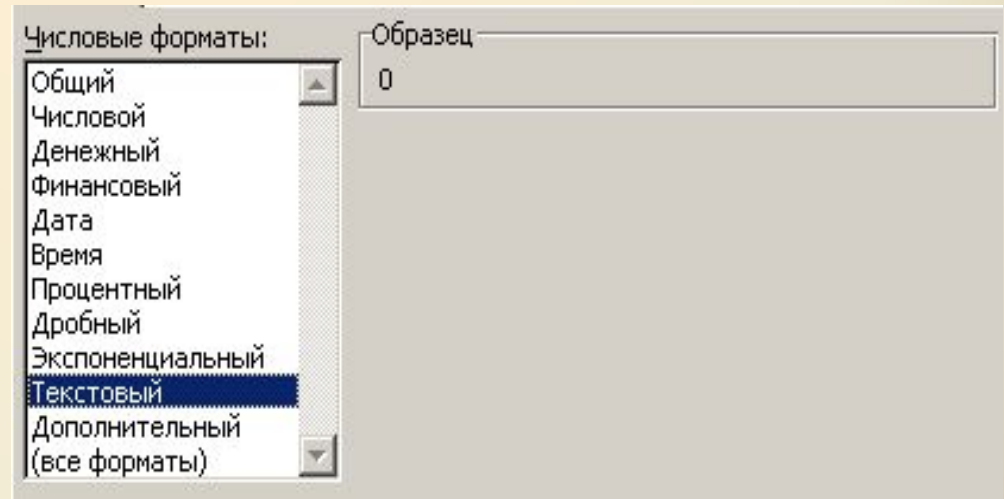 Числовые форматы:
Образец
0
Общий
Числовой
Денежный
Финансовый
Дата
Время
Процентный
Дробный
Экспоненциальный
Текстовый
Дополнительный
(все форматы)